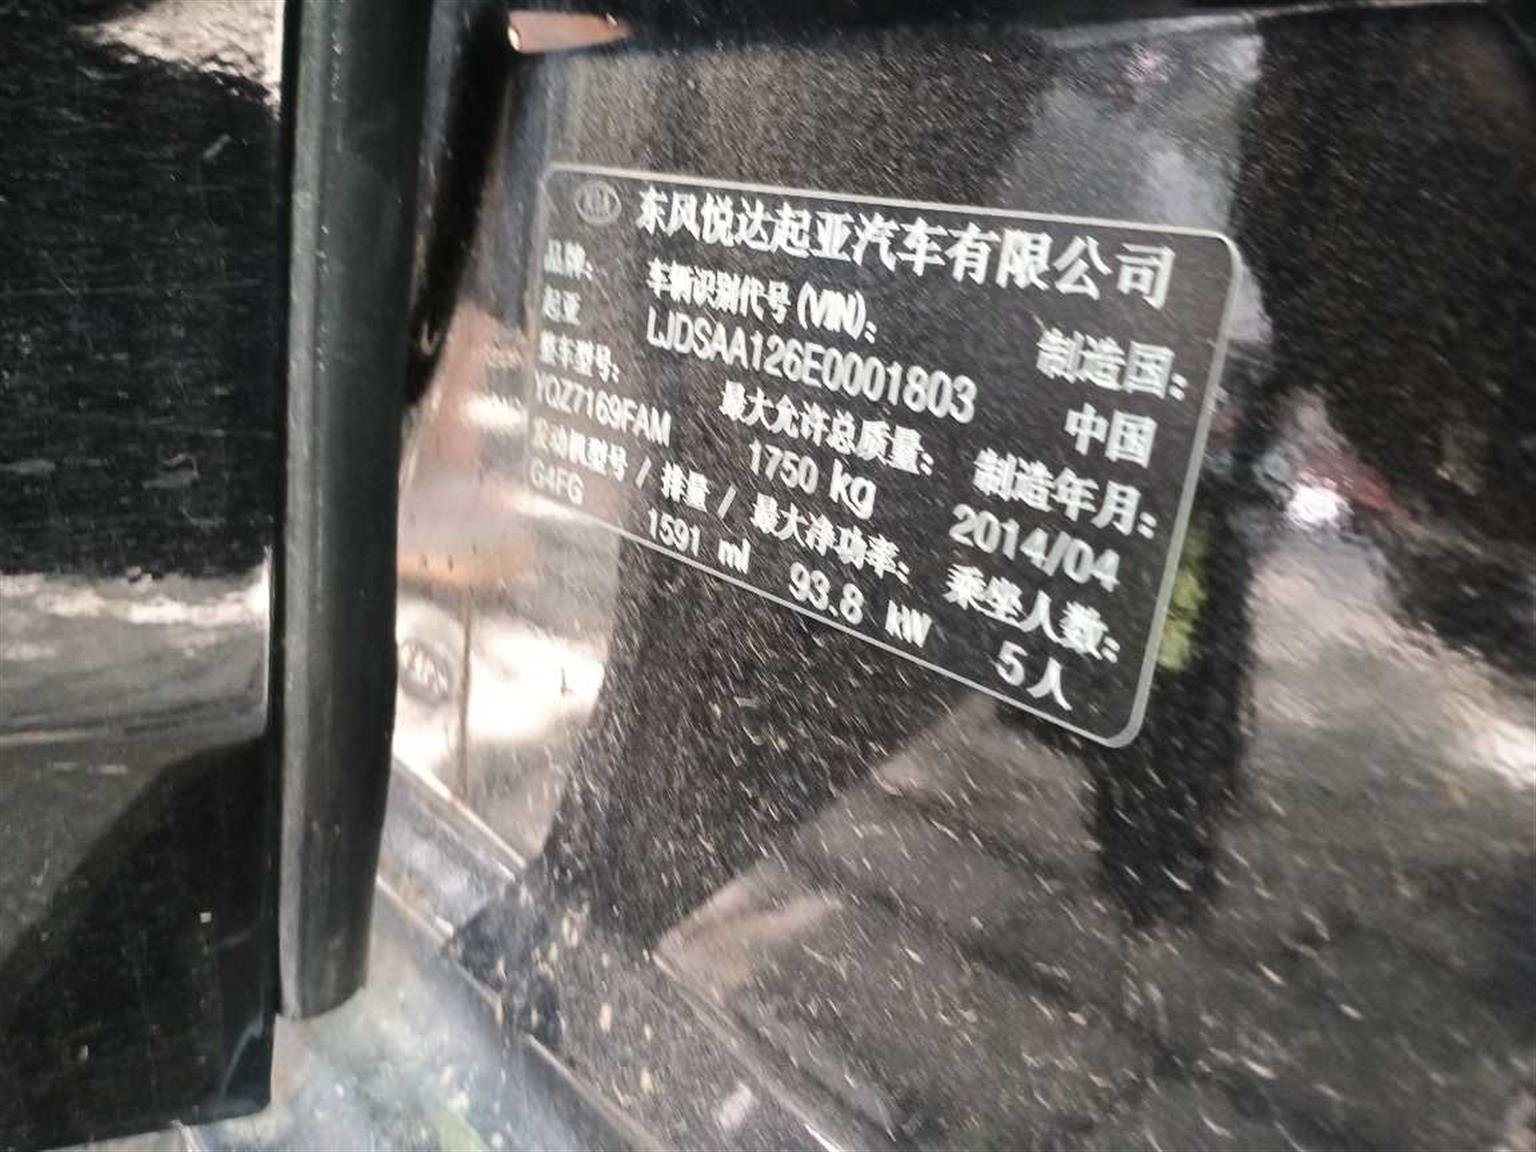 KIA 东风悦达起亚汽车有限公司
品牌: 车辆识别代号(VIN): 制造国:
起亚 LJDSAA126E0001803 中国
整车型号: 最大允许总质量: 制造年月:
YQZ7169FAM 1750 kg 2014/04
发动机型号 / 排量 / 最大净功率: 乘坐人数:
G4FG 1591 ml 93.8 kW 5人